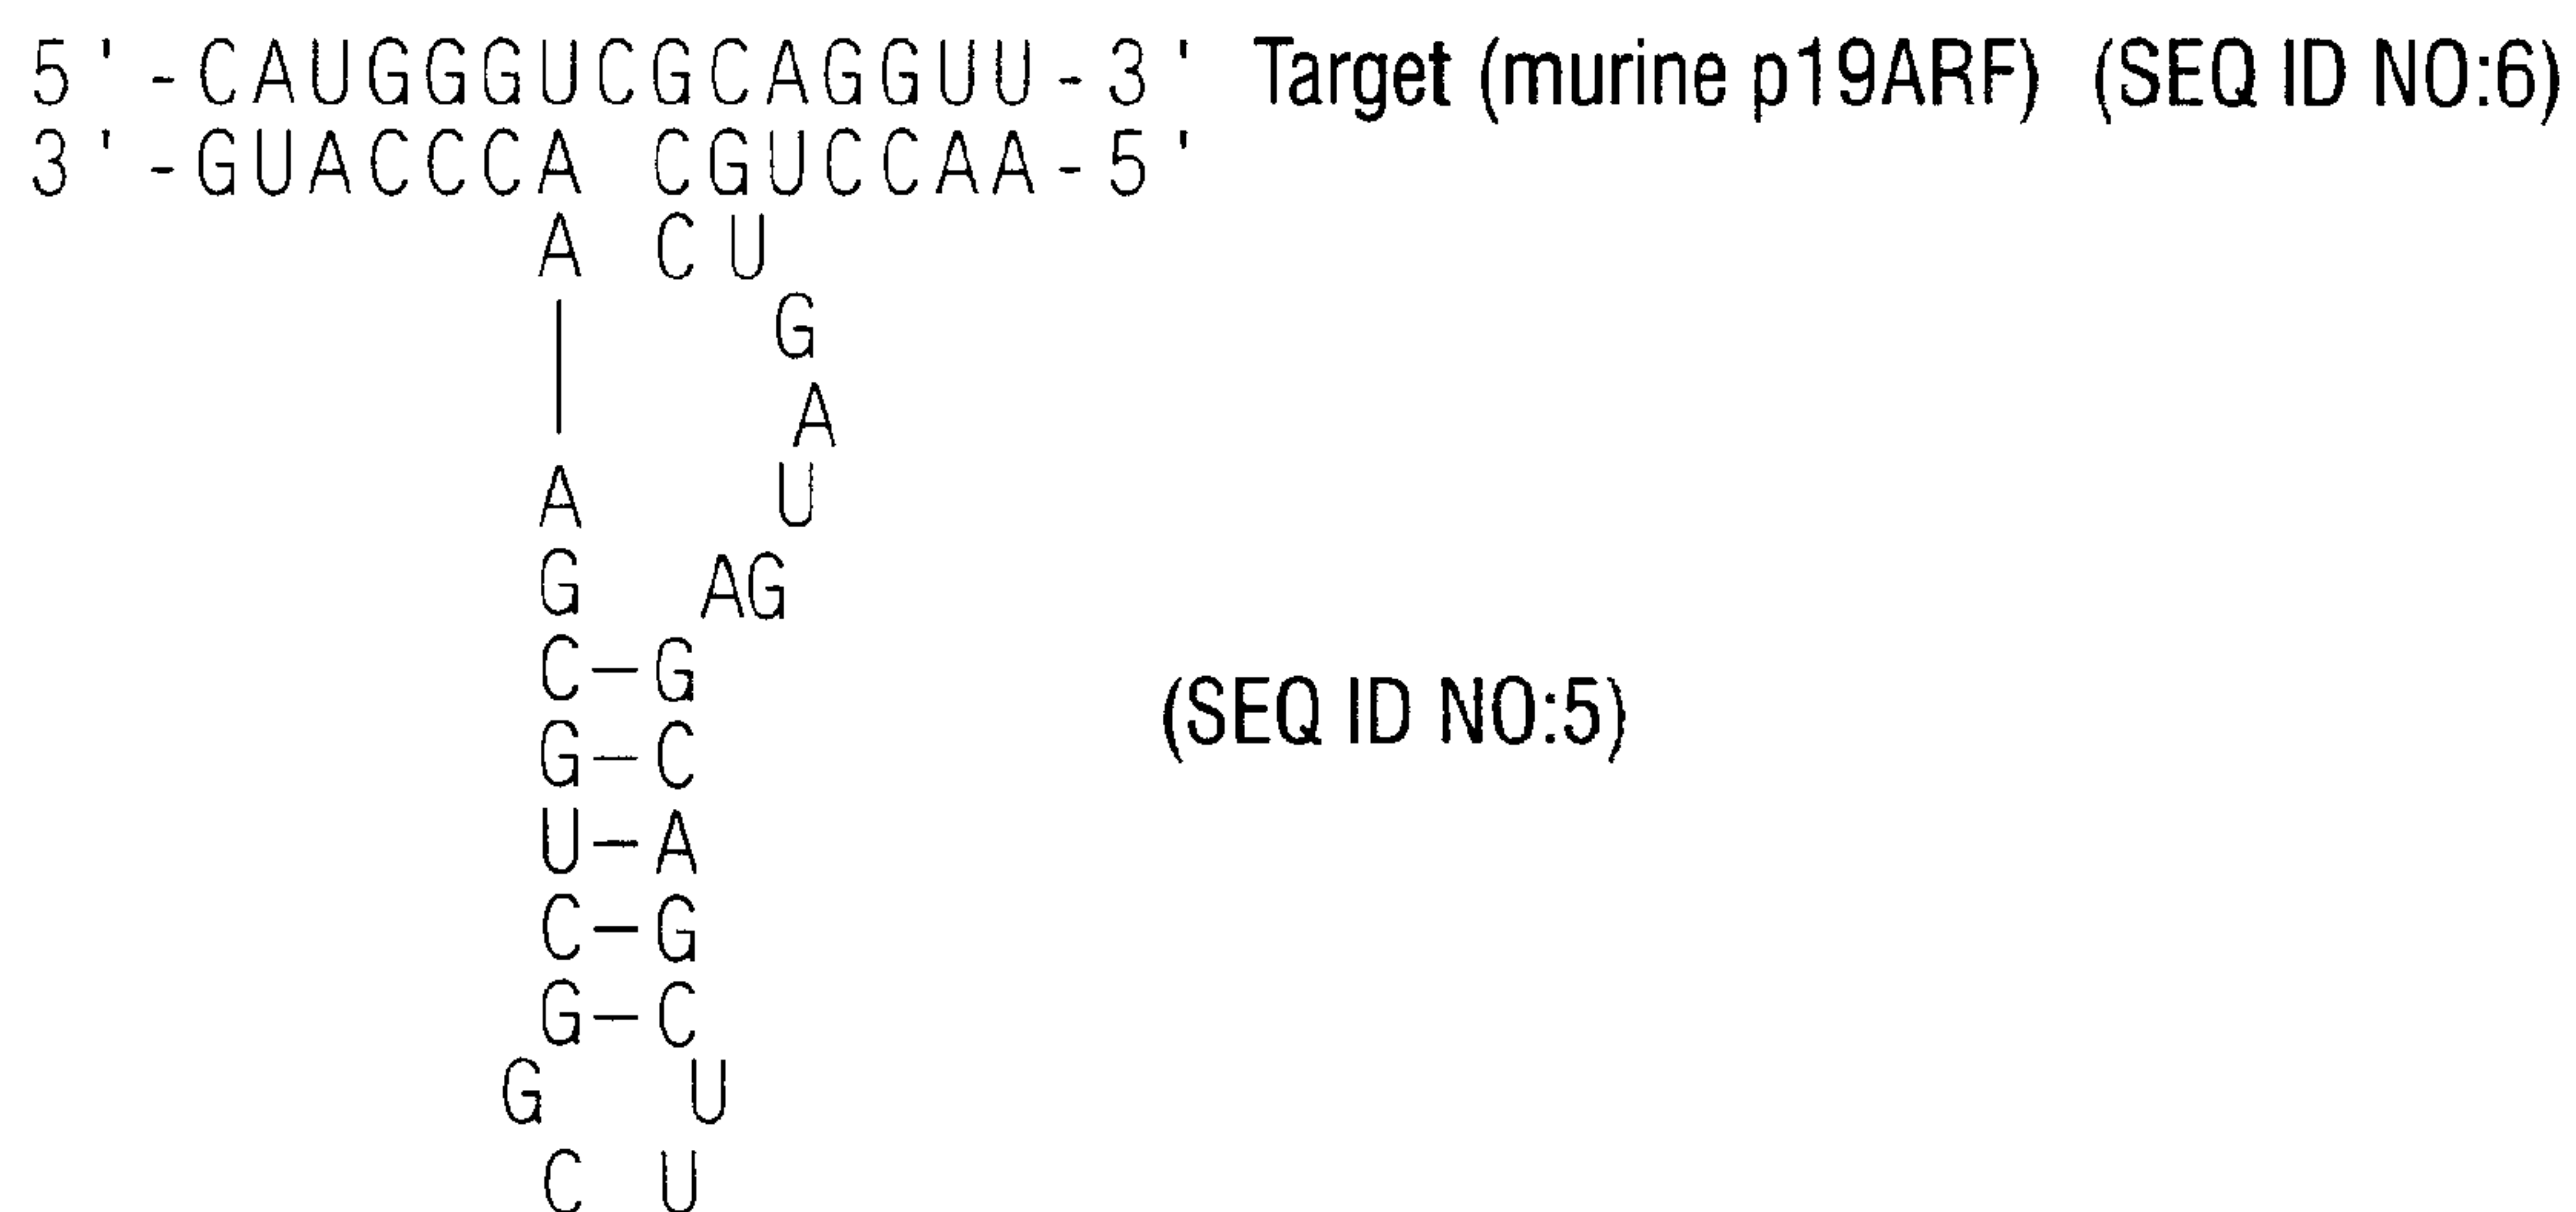 5'-CAUGGGUCGCAGGUU-3' Target (murine p19ARF) (SEQ ID NO:6)
3'-GUACCCA CGUCCAA-5'
A CU
G
A
A U
G AG
C-G
(SEQ ID NO:5)
G-C
U-A
C-G
G-C
G U
C U